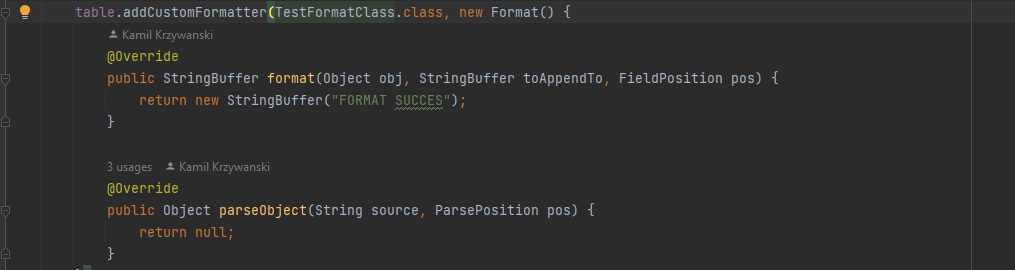 table.addCustomFormatter(TestFormatClass.class, new Format() {
Kamil Krzywanski
@Override
public StringBuffer format(Object obj, StringBuffer toAppendTo, FieldPosition pos) {
return new StringBuffer("FORMAT SUCCES");
}
3 usages Kamil Krzywanski
@Override
public Object parseObject(String source, ParsePosition pos) {
return null;
}